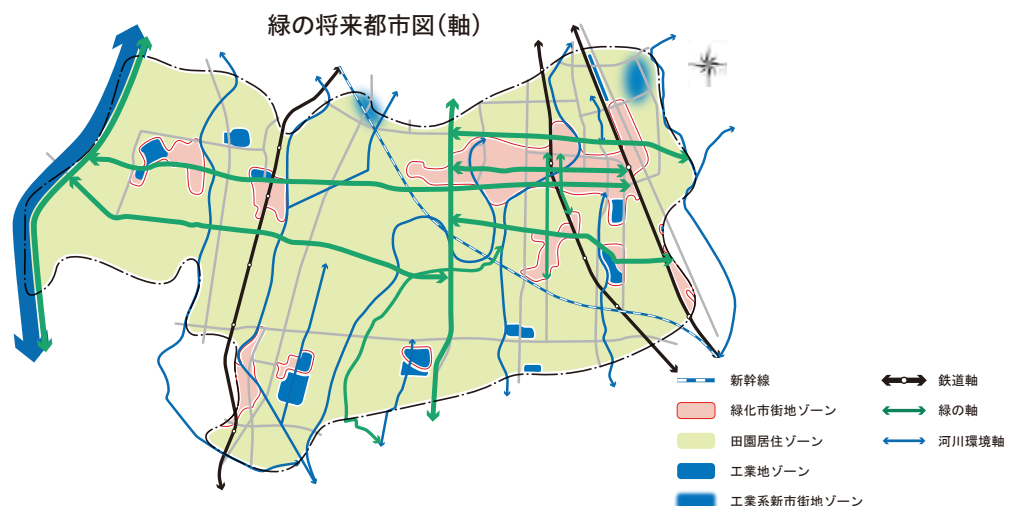 緑の将来都市図(軸)
新幹線
緑化市街地ゾーン
田園居住ゾーン
工業地ゾーン
工業系新市街地ゾーン
鉄道軸
緑の軸
河川環境軸